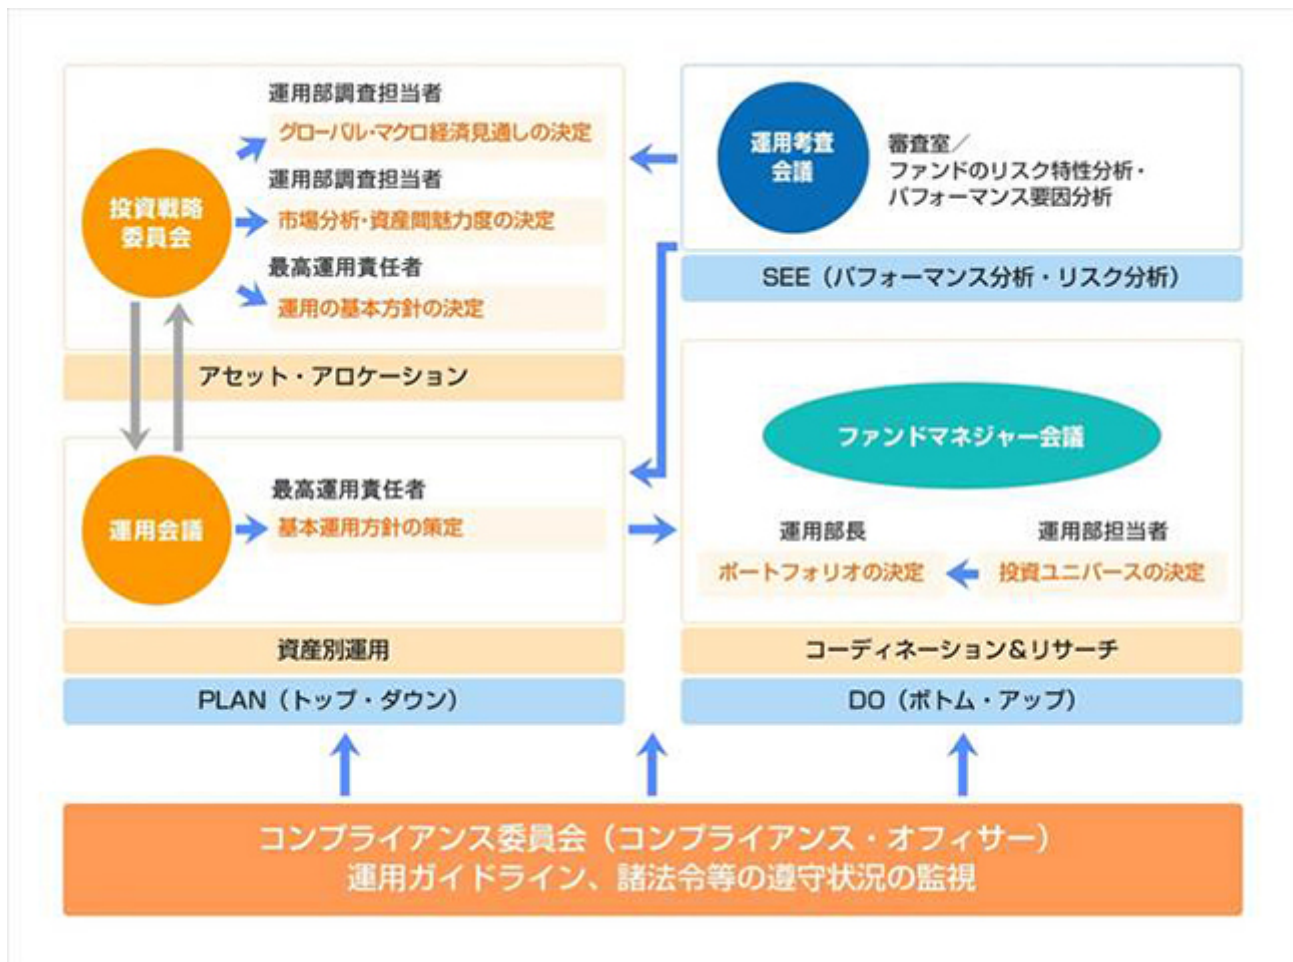 運用部調査担当者
グローバル・マクロ経済見通しの決定
投資戦略
委員会
運用部調査担当者
市場分析・資産間魅力度の決定
最高運用責任者
運用の基本方針の決定
アセット・アロケーション
運用考査
会議
審査室／
ファンドのリスク特性分析・
パフォーマンス要因分析
SEE（パフォーマンス分析・リスク分析）
運用会議
最高運用責任者
基本運用方針の策定
資産別運用
PLAN（トップ・ダウン）
ファンドマネジャー会議
運用部長
ポートフォリオの決定
運用部担当者
投資ユニバースの決定
コーディネーション＆リサーチ
DO（ボトム・アップ）
コンプライアンス委員会（コンプライアンス・オフィサー）
運用ガイドライン、諸法令等の遵守状況の監視